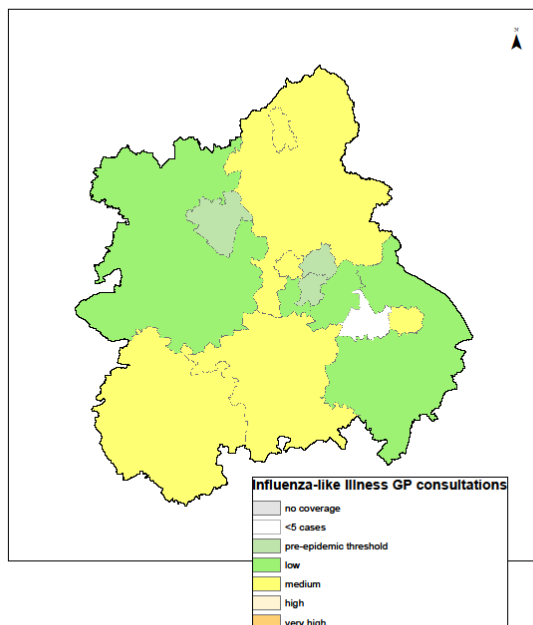 N
Influenza-like Illness GP consultations
no coverage
<5 cases
pre-epidemic threshold
low
medium
high
very high